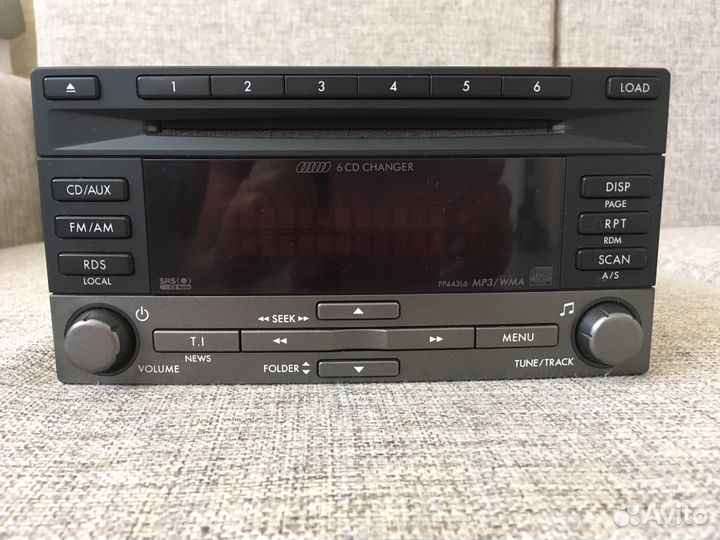 1 2 3 4 5 6 LOAD
6 CD CHANGER
CD/AUX
DISP
PAGE
FM/AM
RPT
RDM
RDS
LOCAL
SCAN
A/S
SRS
PP443L6 MP3/WMA
SEEK
T.I
NEWS
MENU
VOLUME
FOLDER
TUNE/TRACK
Avito